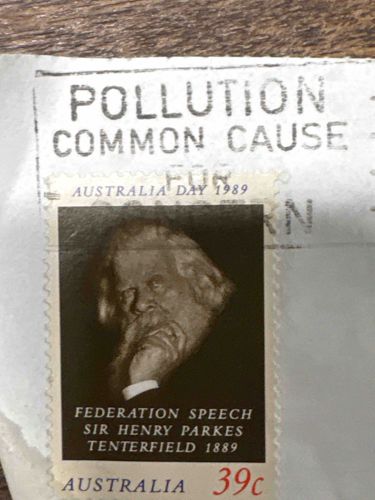 POLLUTION
COMMON CAUSE
FOR
CONCERN
AUSTRALIA DAY 1989
FEDERATION SPEECH
SIR HENRY PARKES
TENTERFIELD 1889
AUSTRALIA 39c